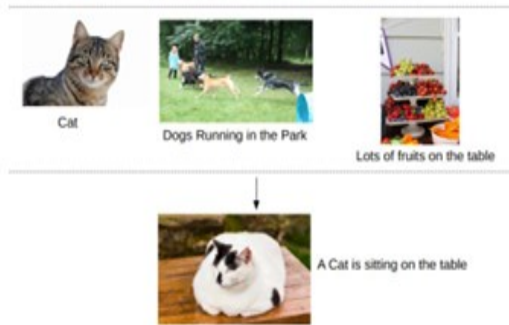 Cat
Dogs Running in the Park
Lots of fruits on the table
A Cat is sitting on the table